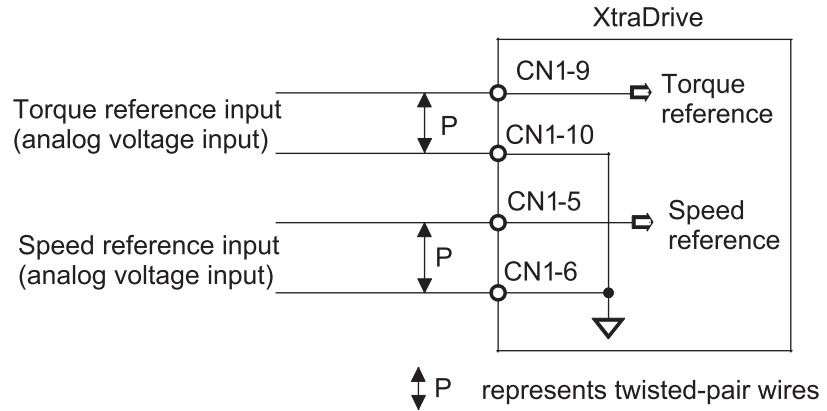 XtraDrive
CN1-9
Torque
reference
Torque reference input
(analog voltage input)
P
CN1-10
CN1-5
Speed
reference
Speed reference input
(analog voltage input)
P
CN1-6
P represents twisted-pair wires